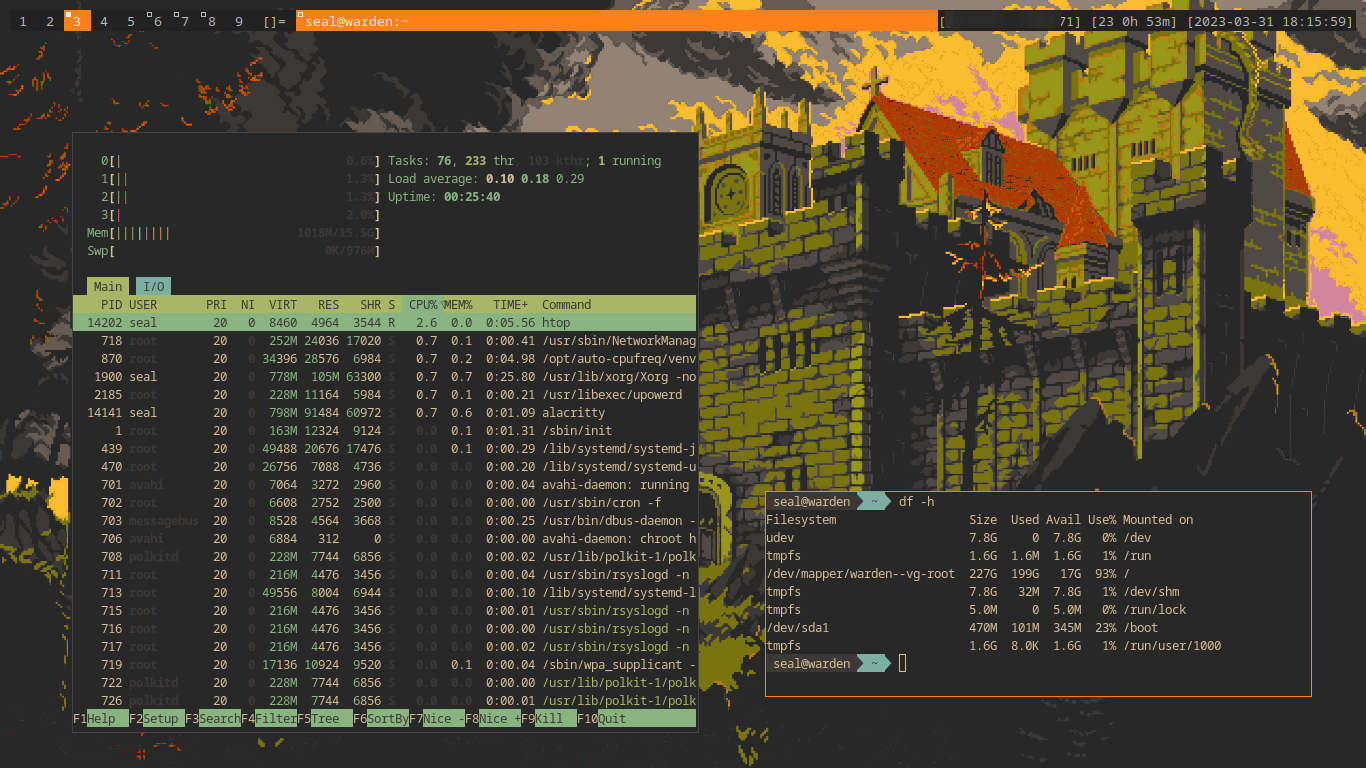 1 2 3 4 5 6 7 8 9 []= seal@warden:~ [ 71] [23 0h 53m] [2023-03-31 18:15:59]
0[| 0.6%] Tasks: 76, 233 thr, 103 kthr; 1 running
1[|| 1.3%] Load average: 0.10 0.18 0.29
2[|| 1.3%] Uptime: 00:25:40
3[| 2.0%]
Mem[|||||||| 1018M/15.5G]
Swp[ 0K/976M]
Main I/O
PID USER PRI NI VIRT RES SHR S CPU%▽MEM% TIME+ Command
14202 seal 20 0 8460 4964 3544 R 2.6 0.0 0:05.56 htop
718 root 20 0 252M 24036 17020 S 0.7 0.1 0:00.41 /usr/sbin/NetworkManag
870 root 20 0 34396 28576 6984 S 0.7 0.2 0:04.98 /opt/auto-cpufreq/venv
1900 seal 20 0 778M 105M 63300 S 0.7 0.7 0:25.80 /usr/lib/xorg/Xorg -no
2185 root 20 0 228M 11164 5984 S 0.7 0.1 0:00.21 /usr/libexec/upowerd
14141 seal 20 0 798M 91484 60972 S 0.7 0.6 0:01.09 alacritty
1 root 20 0 163M 12324 9124 S 0.0 0.1 0:01.31 /sbin/init
439 root 20 0 49488 20676 17476 S 0.0 0.1 0:00.29 /lib/systemd/systemd-j
470 root 20 0 26756 7088 4736 S 0.0 0.0 0:00.20 /lib/systemd/systemd-u
701 avahi 20 0 7064 3272 2960 S 0.0 0.0 0:00.04 avahi-daemon: running
702 root 20 0 6608 2752 2500 S 0.0 0.0 0:00.00 /usr/sbin/cron -f
703 messagebus 20 0 8528 4564 3668 S 0.0 0.0 0:00.25 /usr/bin/dbus-daemon -
706 avahi 20 0 6884 312 0 S 0.0 0.0 0:00.00 avahi-daemon: chroot h
708 polkitd 20 0 228M 7744 6856 S 0.0 0.0 0:00.02 /usr/lib/polkit-1/polk
711 root 20 0 216M 4476 3456 S 0.0 0.0 0:00.04 /usr/sbin/rsyslogd -n
713 root 20 0 49556 8004 6944 S 0.0 0.0 0:00.10 /lib/systemd/systemd-l
715 root 20 0 216M 4476 3456 S 0.0 0.0 0:00.01 /usr/sbin/rsyslogd -n
716 root 20 0 216M 4476 3456 S 0.0 0.0 0:00.00 /usr/sbin/rsyslogd -n
717 root 20 0 216M 4476 3456 S 0.0 0.0 0:00.02 /usr/sbin/rsyslogd -n
719 root 20 0 17136 10924 9520 S 0.0 0.1 0:00.04 /sbin/wpa_supplicant -
722 polkitd 20 0 228M 7744 6856 S 0.0 0.0 0:00.00 /usr/lib/polkit-1/polk
726 polkitd 20 0 228M 7744 6856 S 0.0 0.0 0:00.01 /usr/lib/polkit-1/polk
F1Help F2Setup F3SearchF4FilterF5Tree F6SortByF7Nice -F8Nice +F9Kill F10Quit
seal@warden ~ df -h
Filesystem Size Used Avail Use% Mounted on
udev 7.8G 0 7.8G 0% /dev
tmpfs 1.6G 1.6M 1.6G 1% /run
/dev/mapper/warden--vg-root 227G 199G 17G 93% /
tmpfs 7.8G 32M 7.8G 1% /dev/shm
tmpfs 5.0M 0 5.0M 0% /run/lock
/dev/sda1 470M 101M 345M 23% /boot
tmpfs 1.6G 8.0K 1.6G 1% /run/user/1000
seal@warden ~